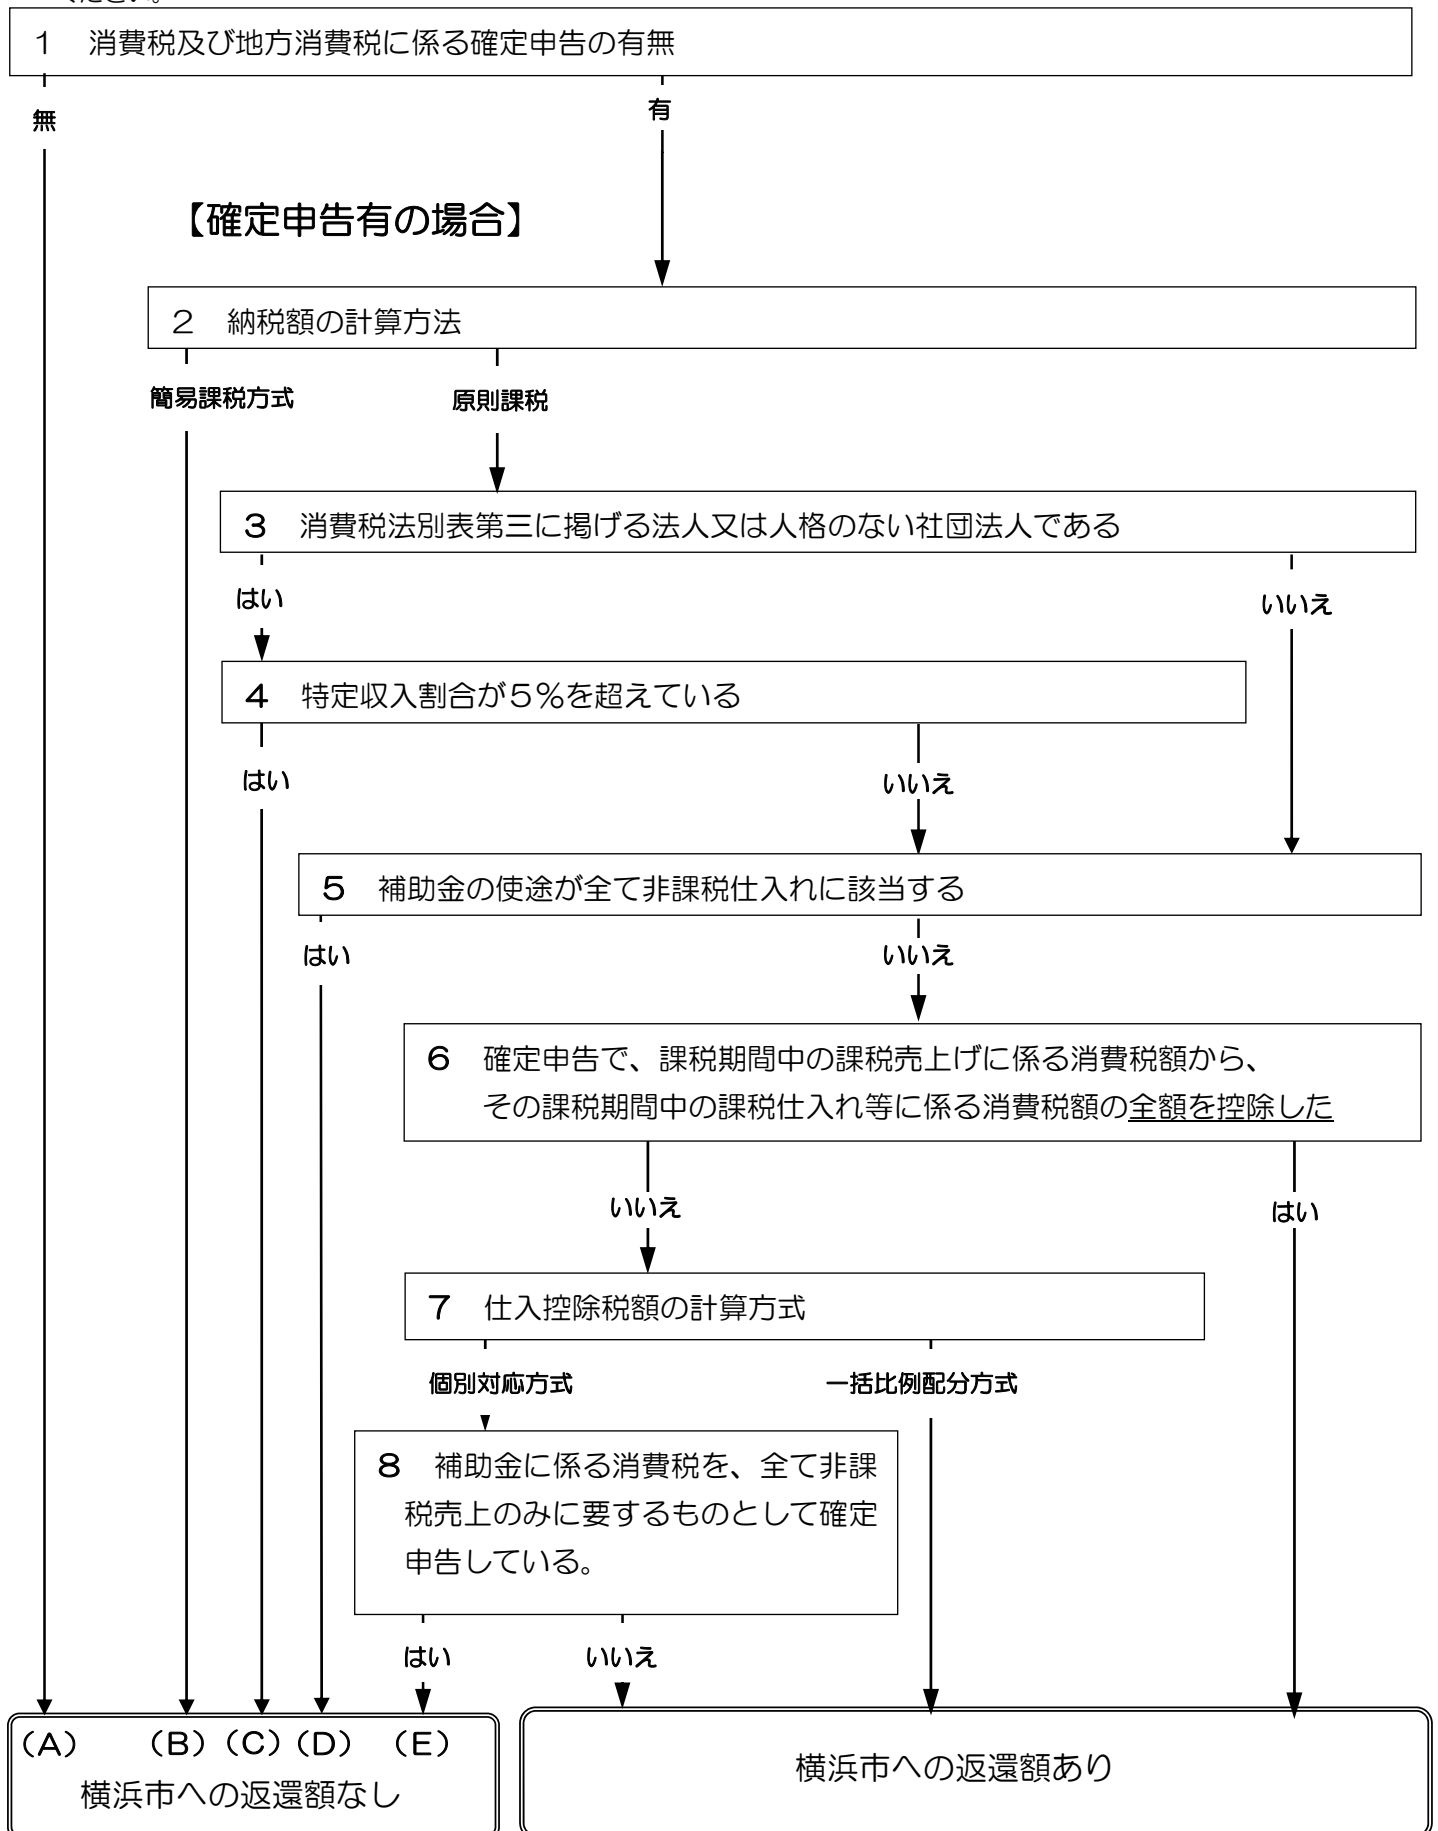 ください。
１　消費税及び地方消費税に係る確定申告の有無
無
有
【確定申告有の場合】
２　納税額の計算方法
簡易課税方式
原則課税
３　消費税法別表第三に掲げる法人又は人格のない社団法人である
はい
いいえ
４　特定収入割合が５％を超えている
はい
いいえ
５　補助金の使途が全て非課税仕入れに該当する
はい
いいえ
６　確定申告で、課税期間中の課税売上げに係る消費税額から、
その課税期間中の課税仕入れ等に係る消費税額の全額を控除した
いいえ
はい
７　仕入控除税額の計算方式
個別対応方式
一括比例配分方式
８　補助金に係る消費税を、全て非課
税売上のみに要するものとして確定
申告している。
はい
いいえ
（A）　（B）（C）（D）　（E）
横浜市への返還額なし
横浜市への返還額あり